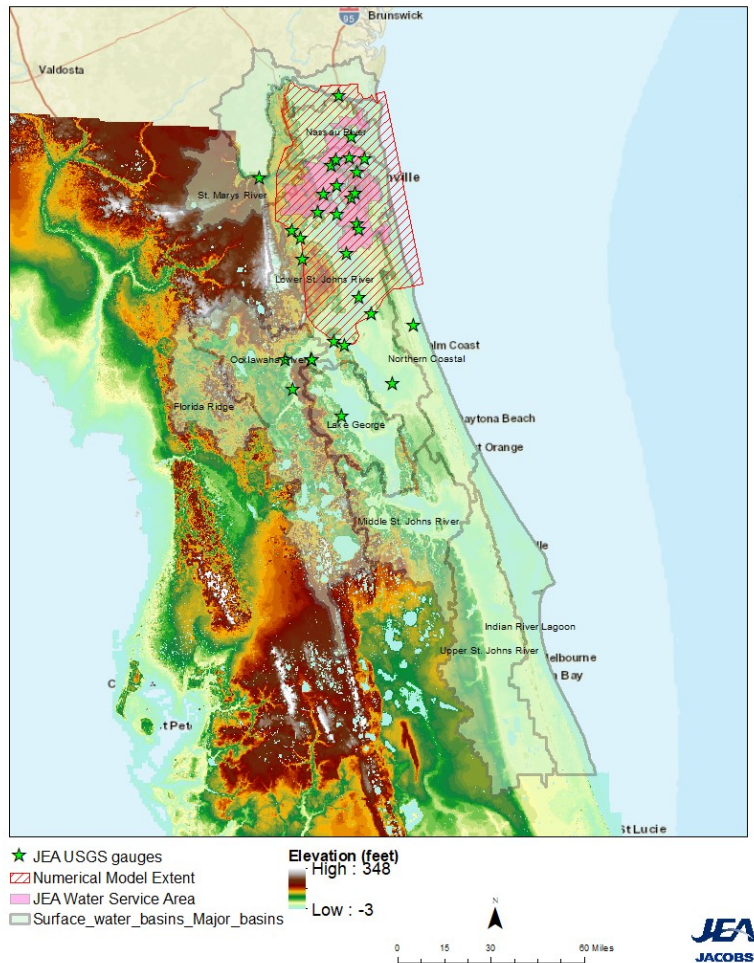 95
Brunswick
Valdosta
Nassau River
nville
St. Marys River
Lower St. Johns River
alm Coast
Ocklawaha River
Northern Coastal
Florida Ridge
Lake George
Daytona Beach
t Orange
Middle St. Johns River
lle
Indian River Lagoon
Upper St. Johns River
Melbourne
Bay
C
t Pete
St Lucie
JEA USGS gauges
Numerical Model Extent
JEA Water Service Area
Surface_water_basins_Major_basins
Elevation (feet)
High : 348
Low : -3
N
0 15 30 60 Miles
JEA
JACOBS